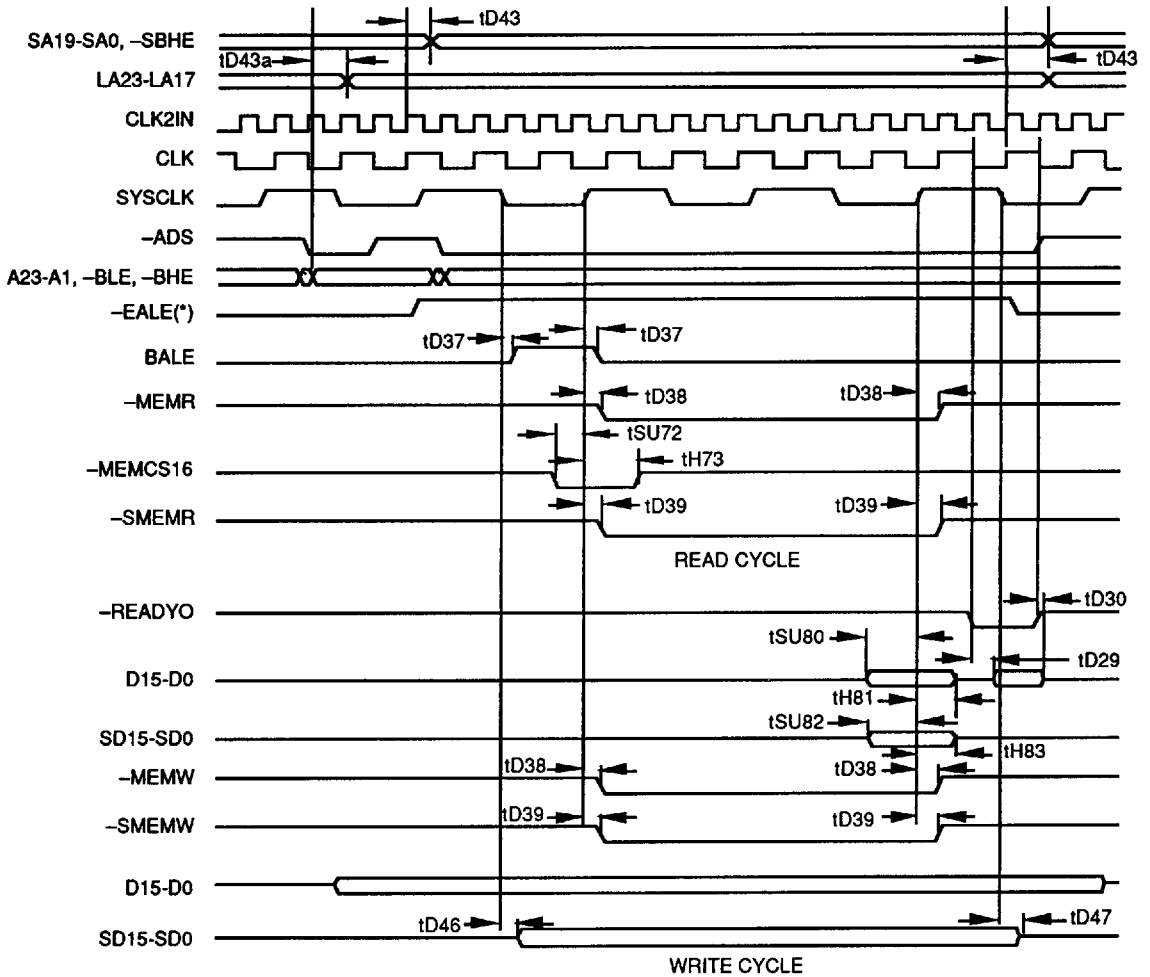 tD43
SA19-SA0, –SBHE
tD43a
tD43
LA23-LA17
CLK2IN
CLK
SYSCLK
–ADS
A23-A1, –BLE, –BHE
–EALE(*)
tD37
tD37
BALE
–MEMR
tD38
tD38
tSU72
–MEMCS16
tH73
–SMEMR
tD39
tD39
READ CYCLE
–READYO
tD30
tSU80
tD29
D15-D0
tH81
tSU82
SD15-SD0
tH83
–MEMW
tD38
tD38
–SMEMW
tD39
tD39
D15-D0
tD46
tD47
SD15-SD0
WRITE CYCLE